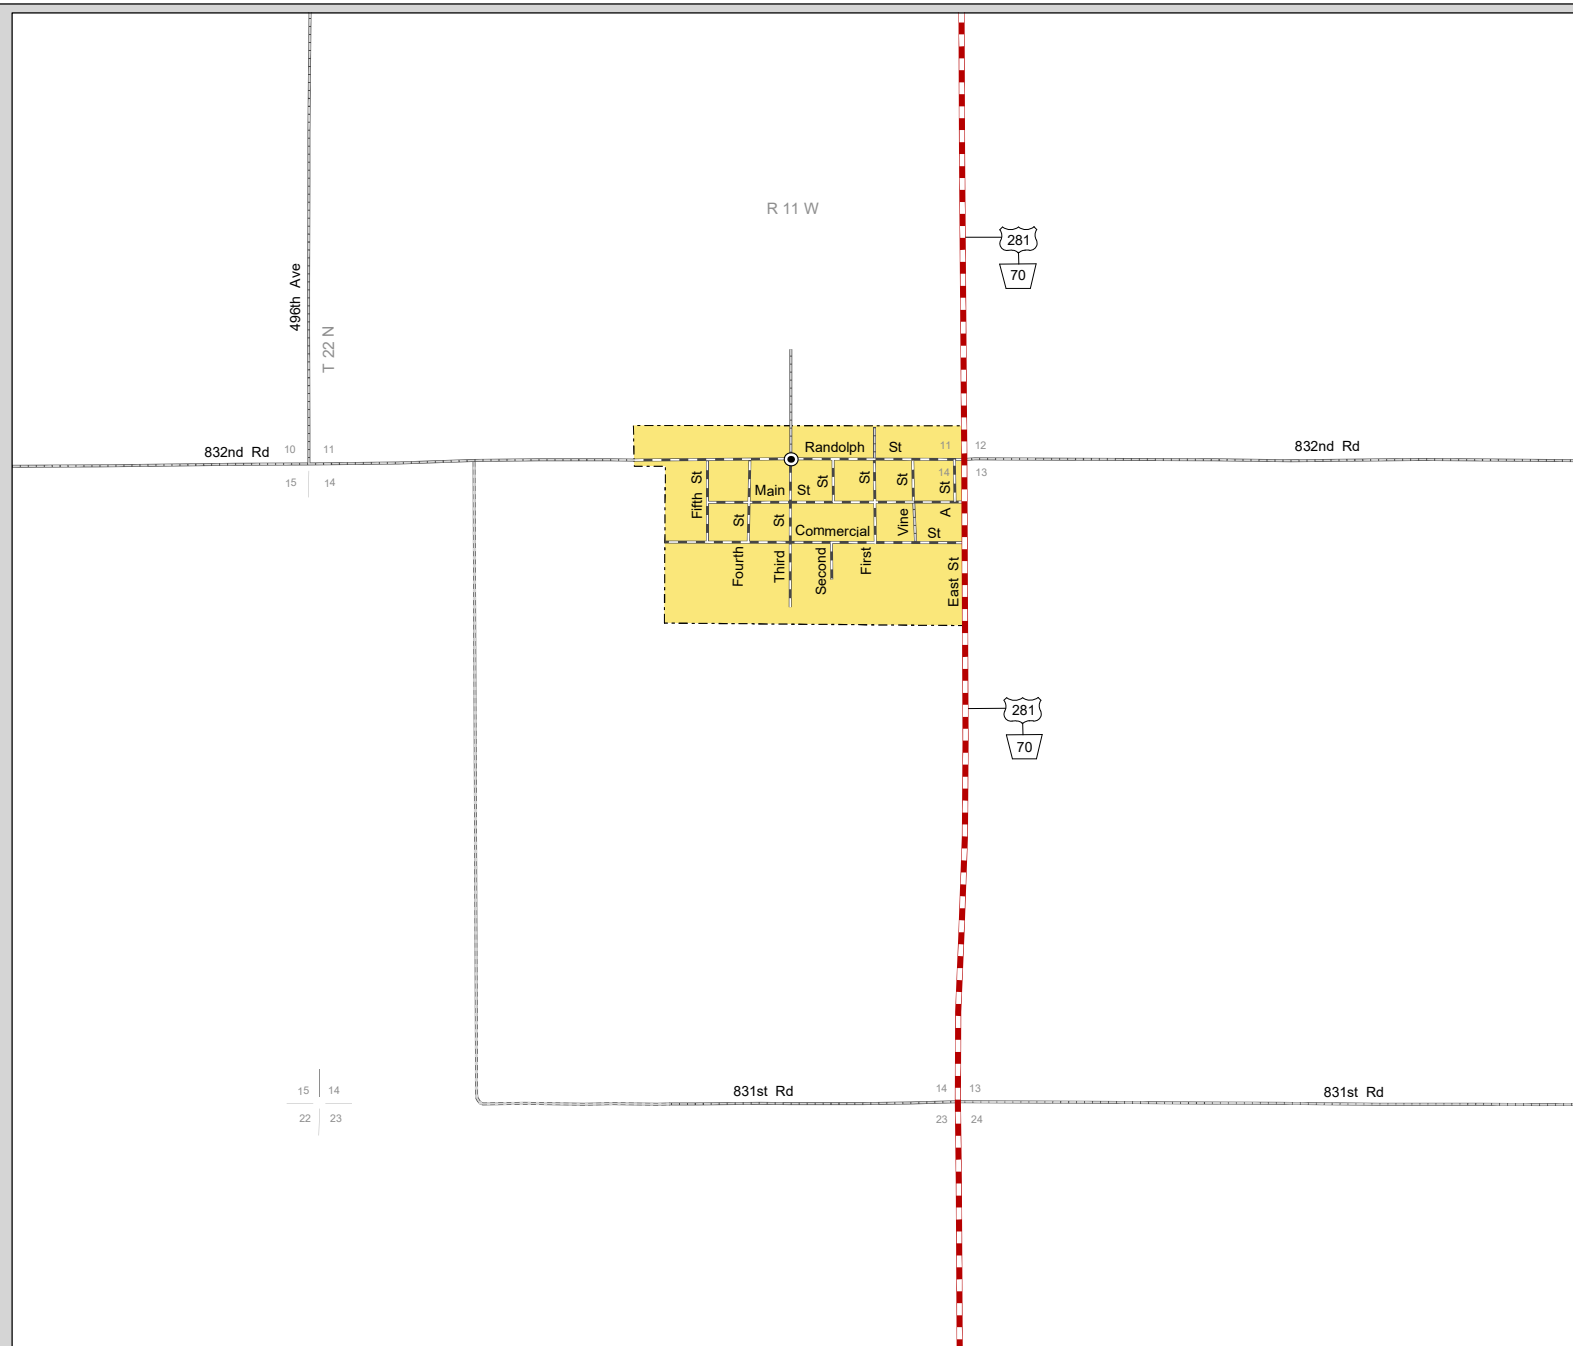 R 11 W
281
70
496th Ave
T 22 N
832nd Rd
10 11
15 14
Randolph St
11 12
14 13
832nd Rd
Fifth St
Main St
Fourth St
Third St
Second St
First St
Vine St
A St
Commercial St
East St
281
70
15 14
22 23
831st Rd
14 13
23 24
831st Rd